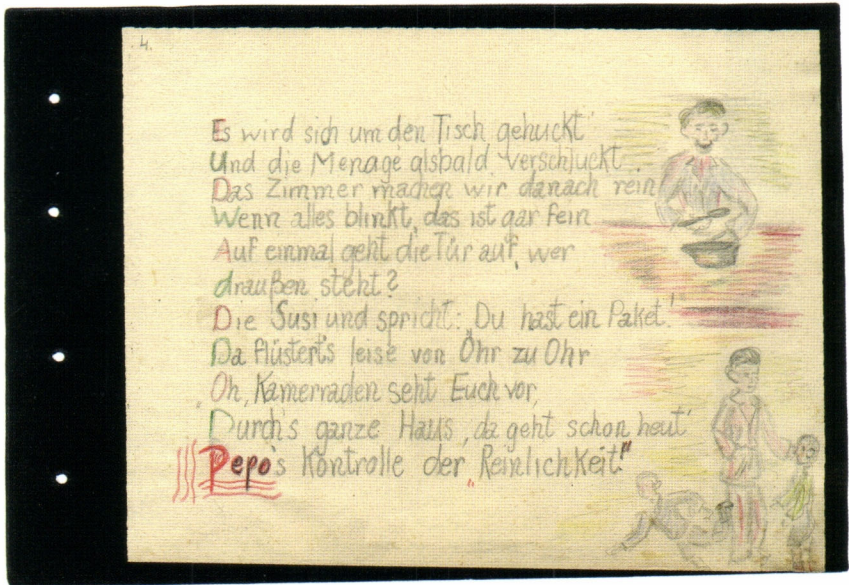 4.
Es wird sich um den Tisch gehuckt
Und die Menage alsbald verschluckt
Das Zimmer machen wir danach rein
Wenn alles blinkt, das ist gar fein
Auf einmal geht die Tür auf, wer
draußen steht?
Die Susi und spricht: „Du hast ein Paket!
Da flüstert's leise von Ohr zu Ohr
„Oh, Kamerraden seht Euch vor,
Durch's ganze Haus, da geht schon heut'
Pepo's Kontrolle der „Reinlichkeit."